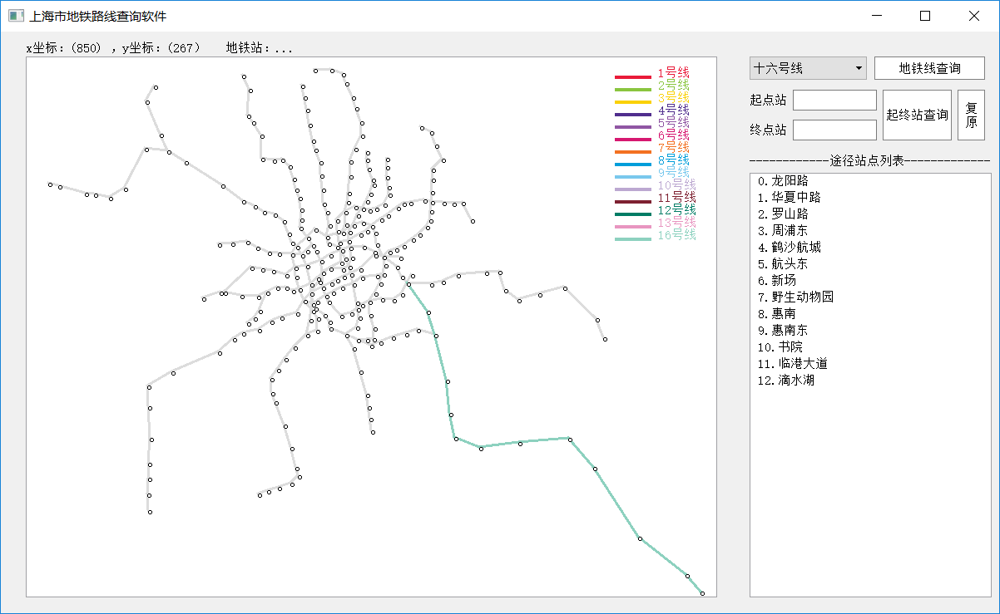 上海市地铁路线查询软件
x坐标：(850) ，y坐标：(267) 地铁站：...
1号线
2号线
3号线
4号线
5号线
6号线
7号线
8号线
9号线
10号线
11号线
12号线
13号线
16号线
十六号线
地铁线查询
起点站
终点站
起终站查询
复
原
-----------途径站点列表------------
0.龙阳路
1.华夏中路
2.罗山路
3.周浦东
4.鹤沙航城
5.航头东
6.新场
7.野生动物园
8.惠南
9.惠南东
10.书院
11.临港大道
12.滴水湖